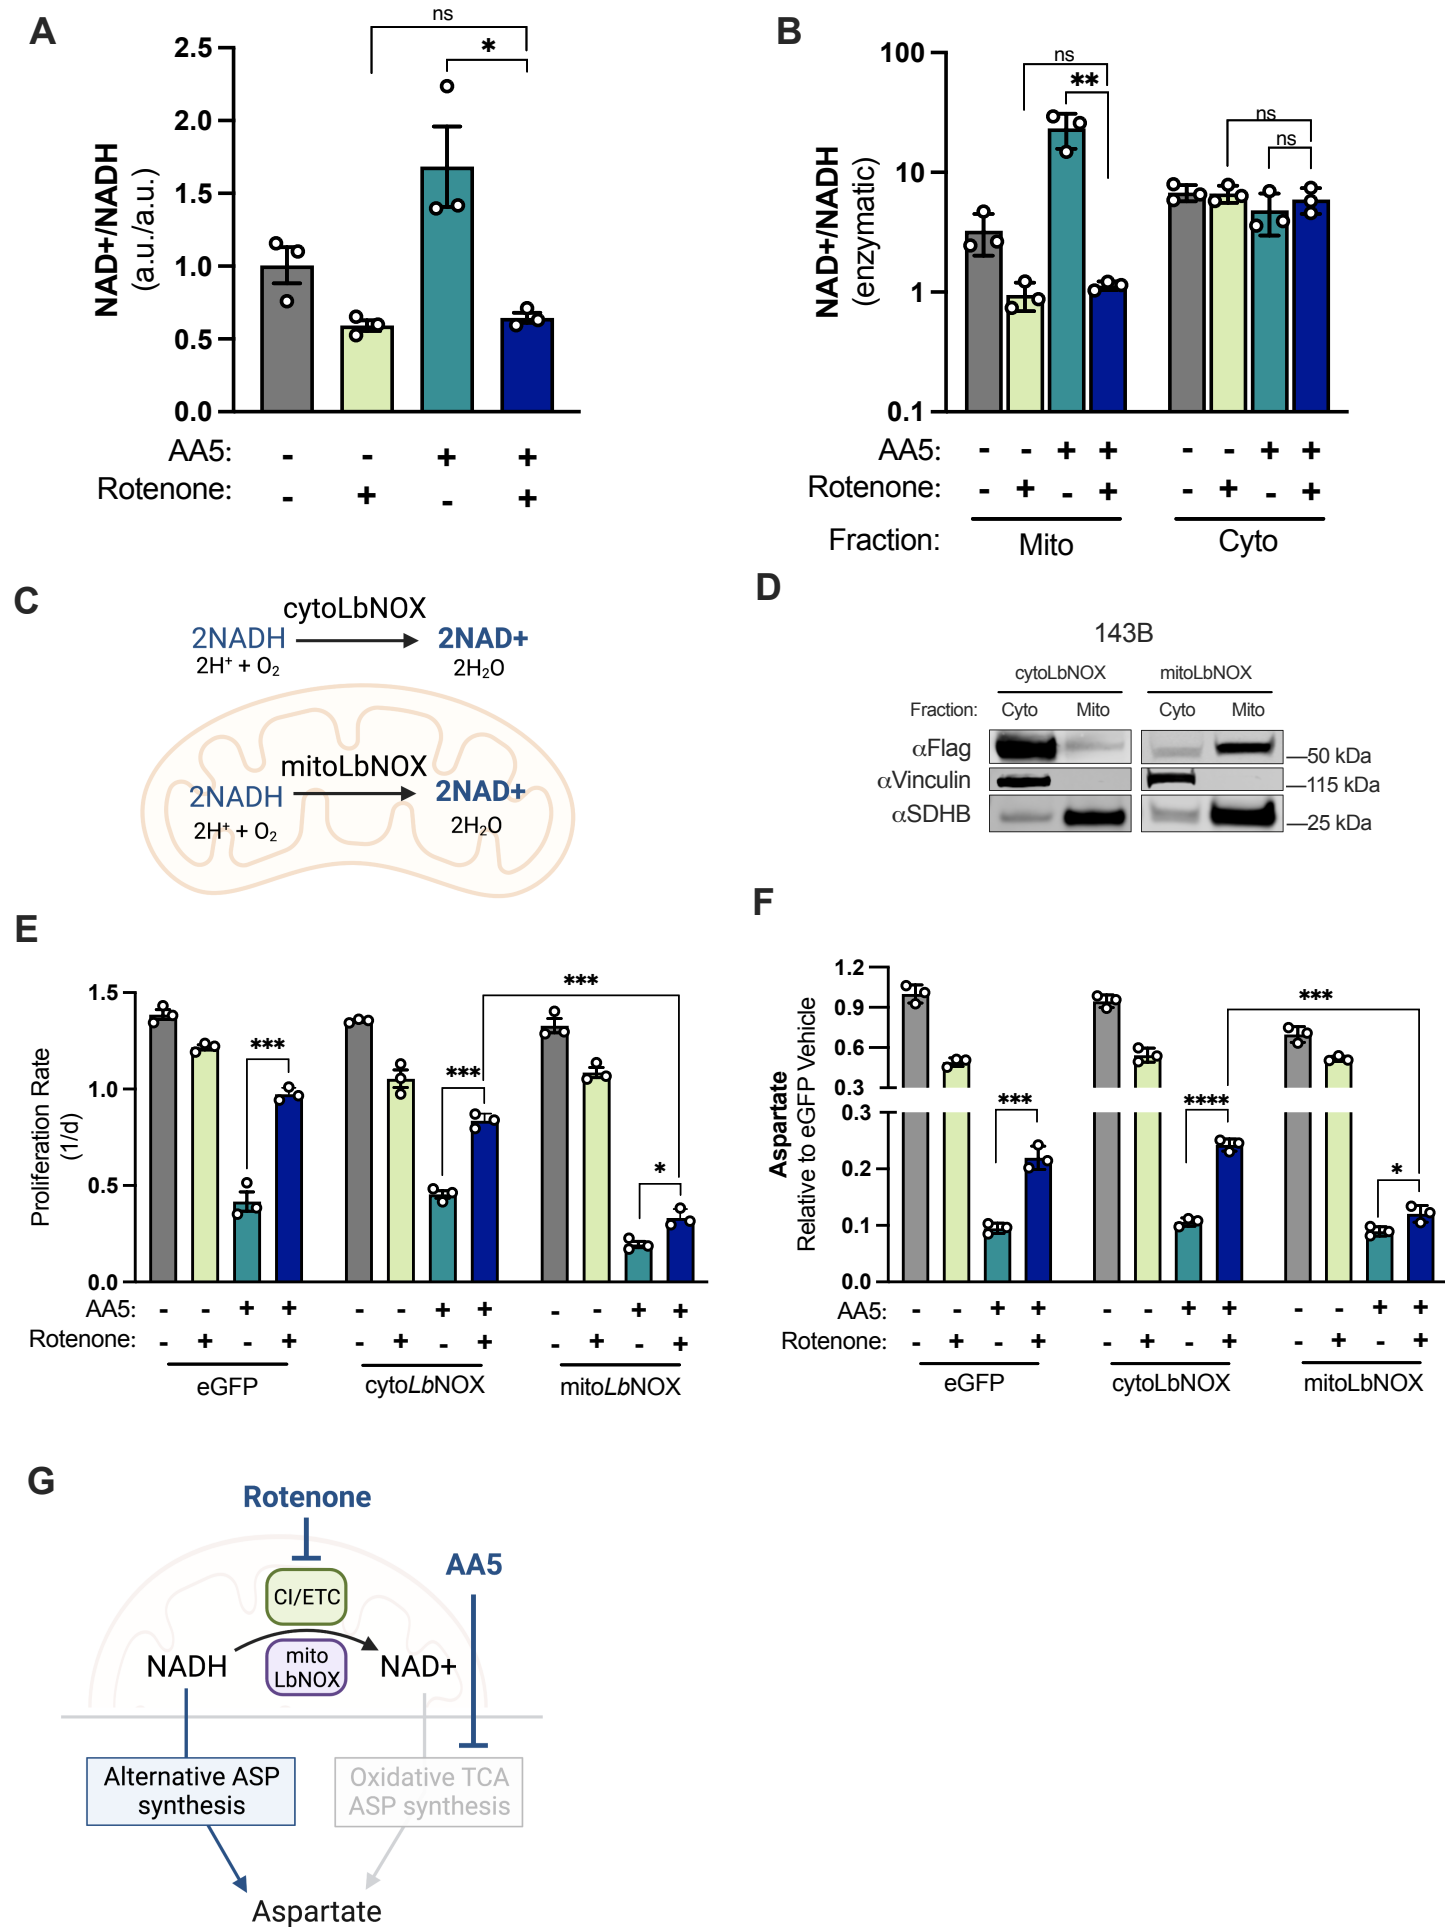 A
NAD+/NADH
(a.u./a.u.)
2.5
2.0
1.5
1.0
0.5
0.0
ns
*
AA5: - - + +
Rotenone: - + - +
B
NAD+/NADH
(enzymatic)
100
10
1
0.1
ns
**
ns
ns
AA5: - - + + - - + +
Rotenone: - + - + - + - +
Fraction: Mito Cyto
C
cytoLbNOX
2NADH 2NAD+
2H⁺ + O₂ 2H₂O
mitoLbNOX
2NADH 2NAD+
2H⁺ + O₂ 2H₂O
D
143B
cytoLbNOX mitoLbNOX
Fraction: Cyto Mito Cyto Mito
αFlag 50 kDa
αVinculin 115 kDa
αSDHB 25 kDa
E
Proliferation Rate
(1/d)
1.5
1.0
0.5
0.0
***
***
***
*
AA5: - - + + - - + + - - + +
Rotenone: - + - + - + - + - + - +
eGFP cytoLbNOX mitoLbNOX
F
Aspartate
Relative to eGFP Vehicle
1.2
0.9
0.6
0.3
0.3
0.2
0.1
0.0
***
****
***
*
AA5: - - + + - - + + - - + +
Rotenone: - + - + - + - + - + - +
eGFP cytoLbNOX mitoLbNOX
G
Rotenone
AA5
CI/ETC
NADH NAD+
mito
LbNOX
Alternative ASP
synthesis
Oxidative TCA
ASP synthesis
Aspartate